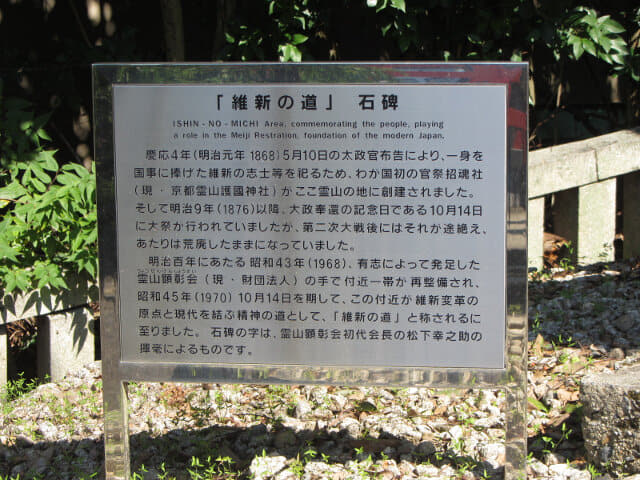 「維新の道」 石碑
ISHIN - NO - MICHI Area, commemorating the people, playing
a role in the Meiji Restration, foundation of the modern Japan.
慶応4年(明治元年 1868)5月10日の太政官布告により、一身を
国事に捧げた維新の志士等を祀るため、わか国初の官祭招魂社
(現・京都霊山護國神社)かここ霊山の地に創建されました。
そして明治9年(1876)以降、大政奉還の記念日である10月14日
に大祭か行われていましたか、第二次大戦後にはそれか途絶え、
あたりは荒廃したままになっていました。
明治百年にあたる 昭和43年(1968)、有志によって発足した
霊山顕彰会(現・財団法人)の手で付近一帯か再整備され、
昭和45年(1970)10月14日を期して、この付近か維新変革の
原点と現代を結ぶ精神の道として、「維新の道」と称されるに
至りました。 石碑の字は、霊山顕彰会初代会長の松下幸之助の
揮毫によるものです。